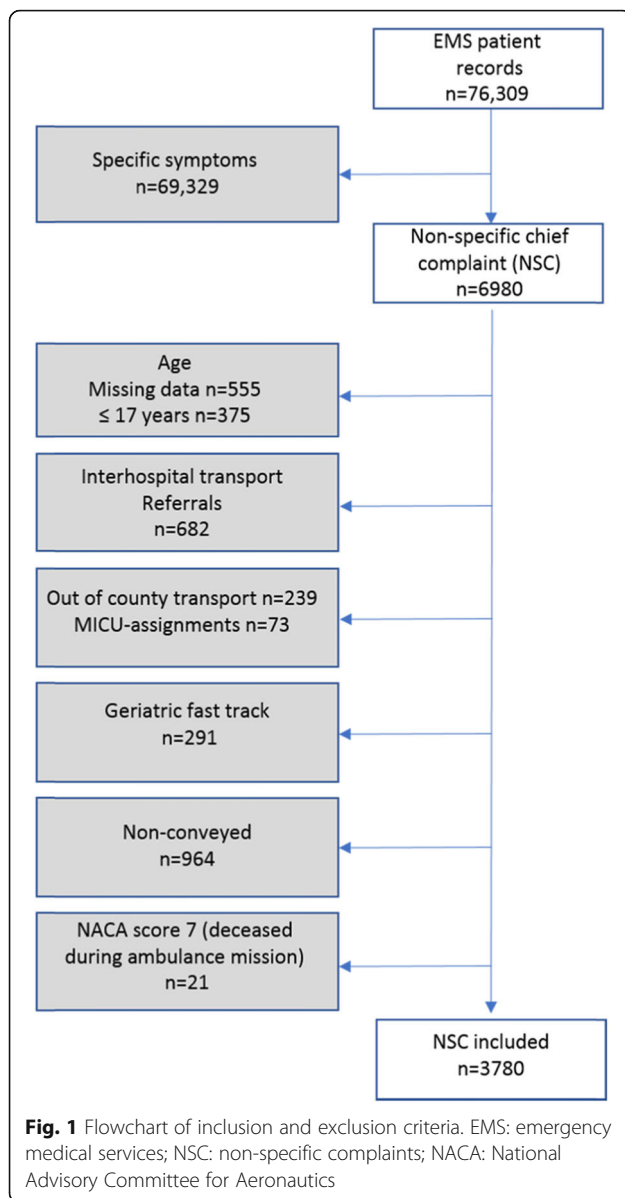 EMS patient
records
n=76,309
Specific symptoms
n=69,329
Non-specific chief
complaint (NSC)
n=6980
Age
Missing data n=555
≤ 17 years n=375
Interhospital transport
Referrals
n=682
Out of county transport n=239
MICU-assignments n=73
Geriatric fast track
n=291
Non-conveyed
n=964
NACA score 7 (deceased
during ambulance mission)
n=21
NSC included
n=3780
Fig. 1 Flowchart of inclusion and exclusion criteria. EMS: emergency
medical services; NSC: non-specific complaints; NACA: National
Advisory Committee for Aeronautics